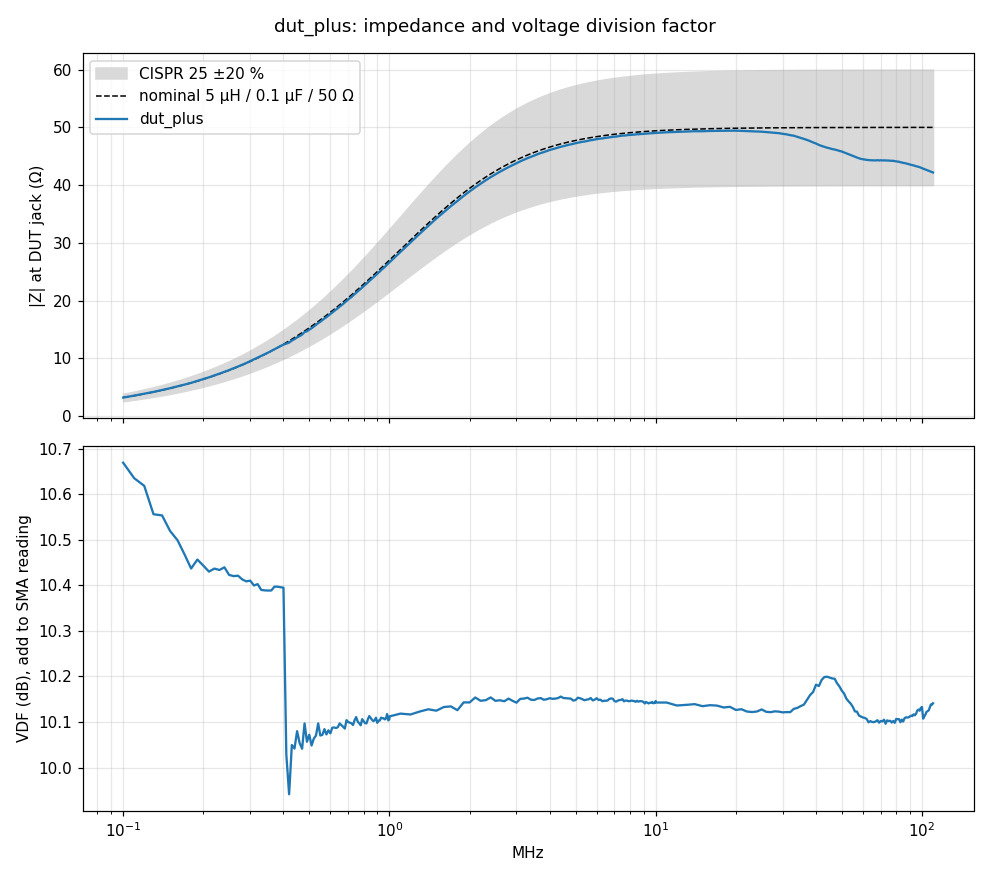 dut_plus: impedance and voltage division factor
60
50
40
30
20
10
0
|Z| at DUT jack (Ω)
CISPR 25 ±20 %
nominal 5 µH / 0.1 µF / 50 Ω
dut_plus
10.7
10.6
10.5
10.4
10.3
10.2
10.1
10.0
VDF (dB), add to SMA reading
10⁻¹
10⁰
10¹
10²
MHz